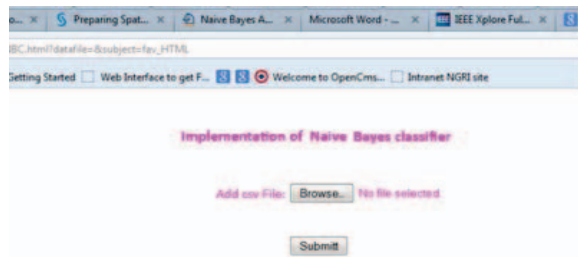 o... × Preparing Spat... × Naive Bayes A... × Microsoft Word - ... × IEEE Xplore Ful... ×
BC.html?datafile=&subject=fav_HTML
Getting Started Web Interface to get F... Welcome to OpenCms... Intranet NGRI site
Implementation of Naive Bayes classifier
Add csv File: Browse.. No file selected.
Submitt